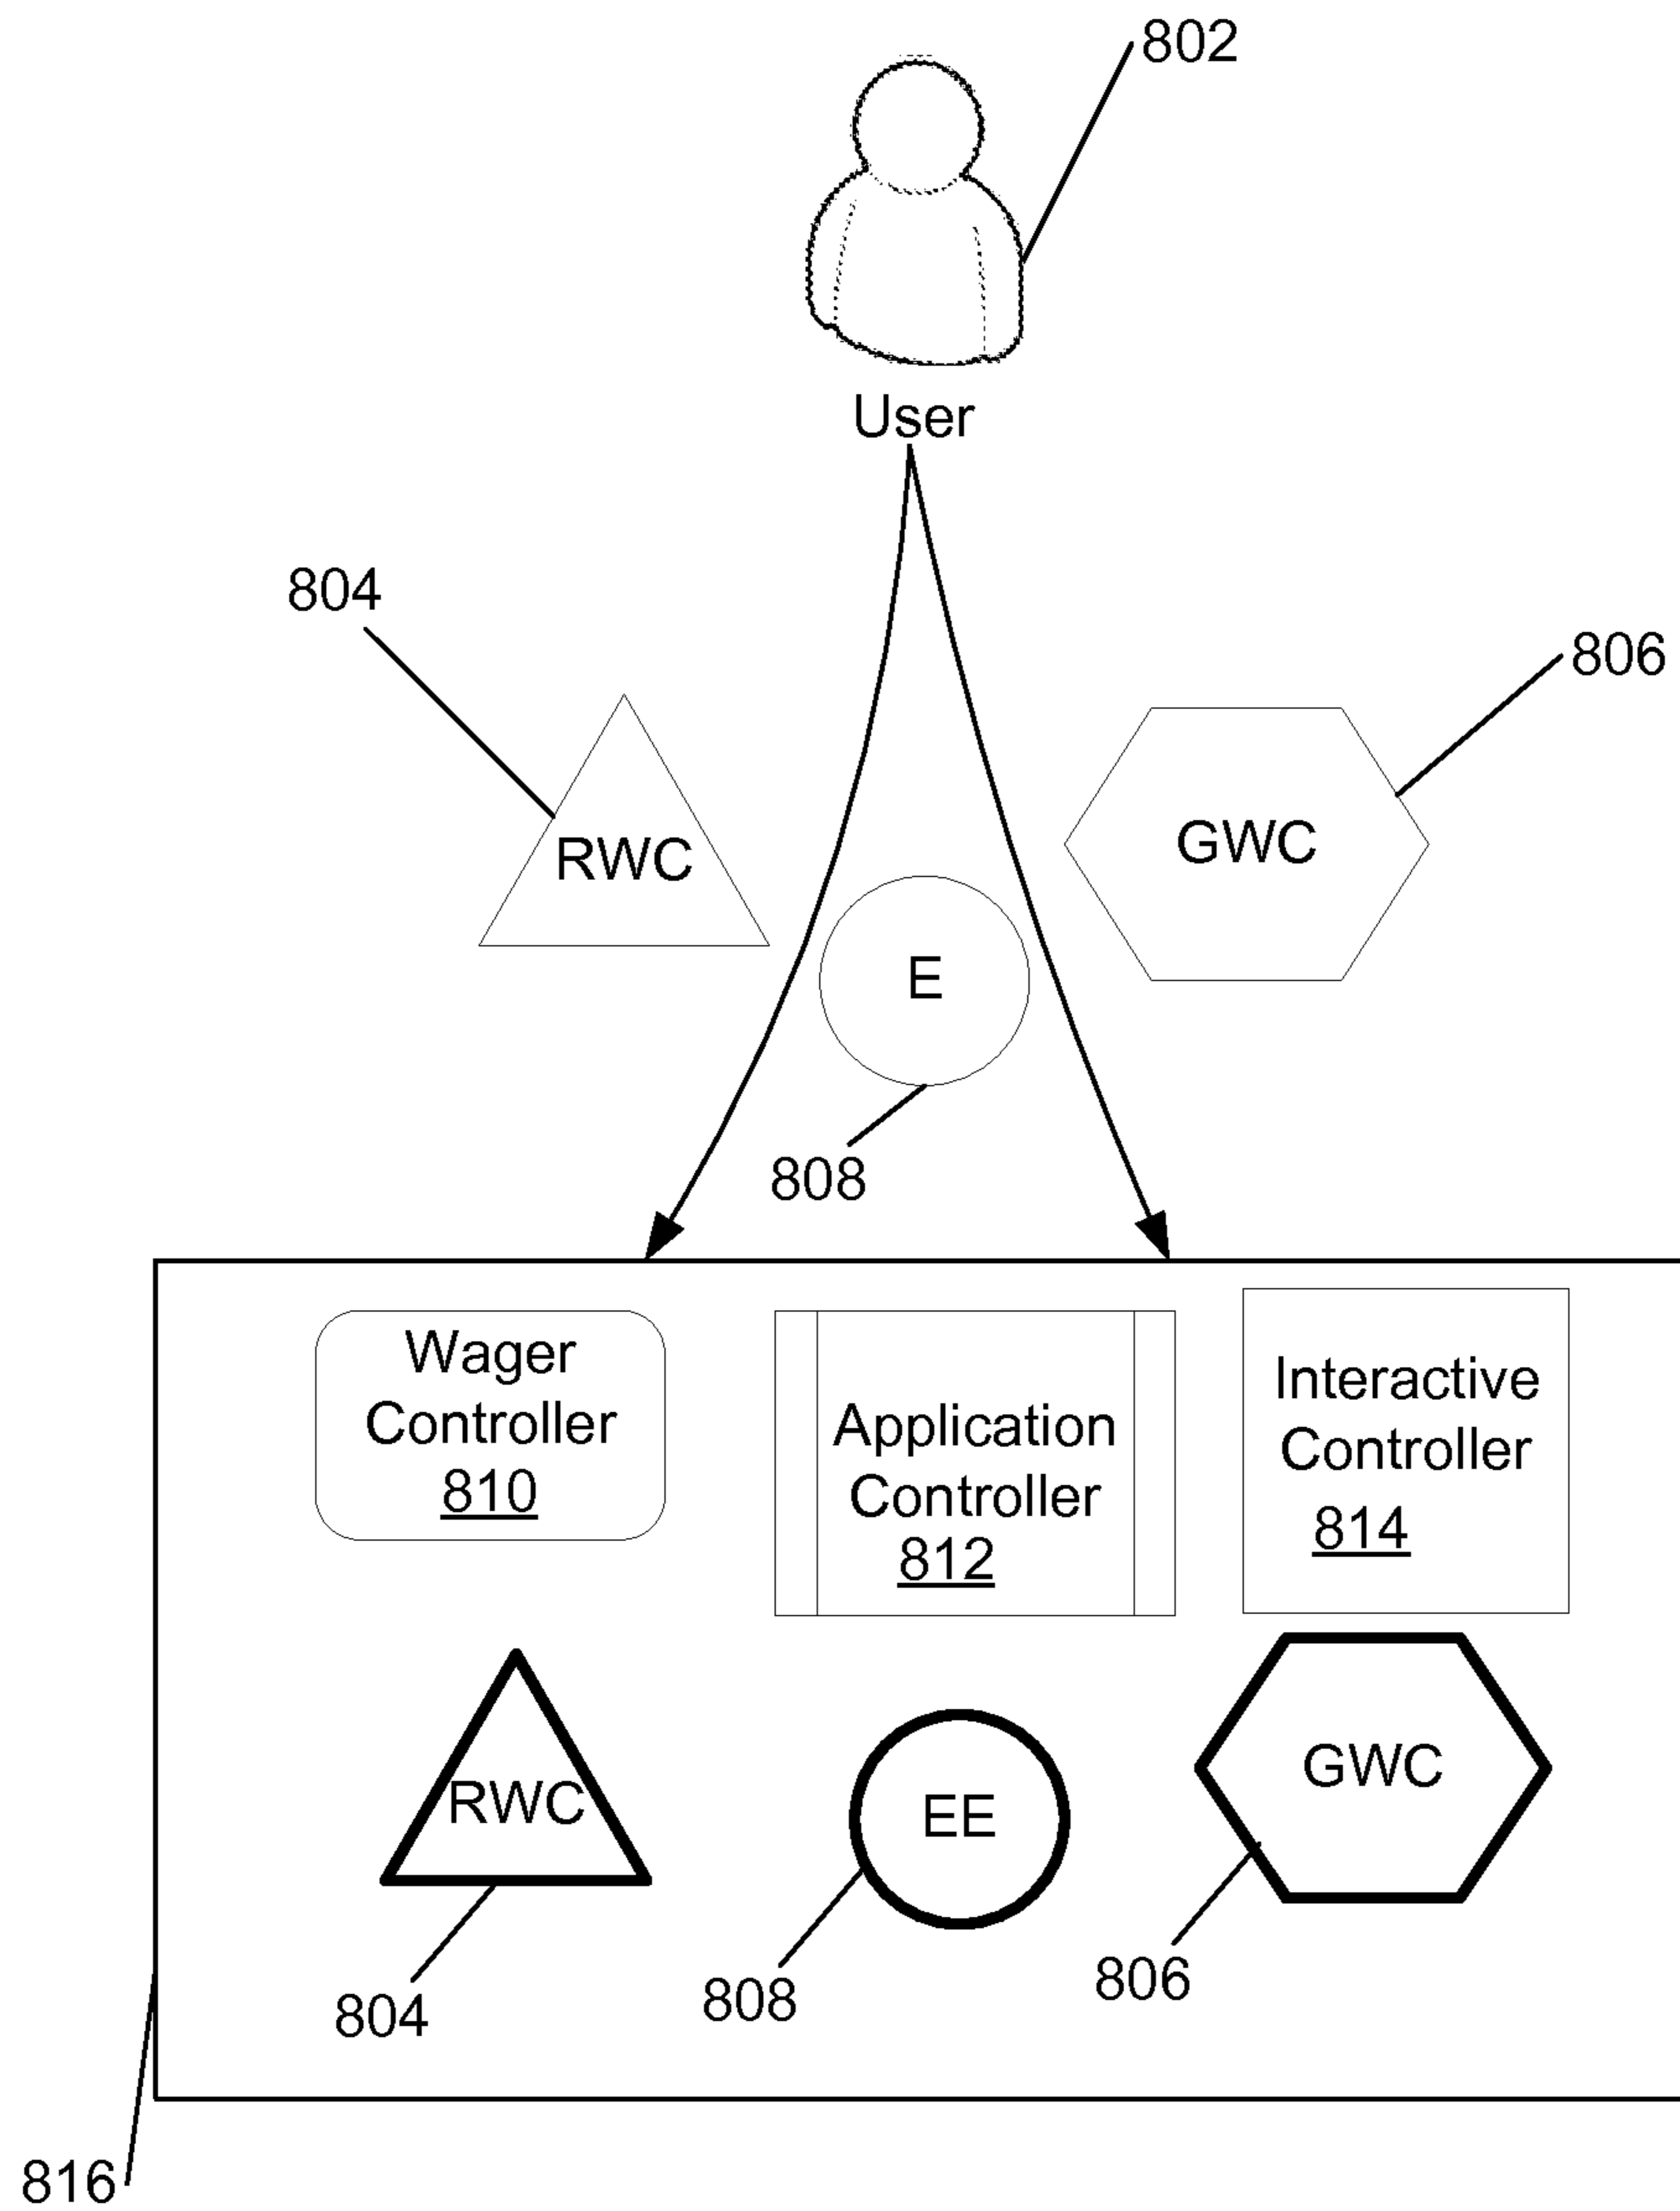 802
User
804
806
RWC
GWC
E
808
Wager
Controller
810
Application
Controller
812
Interactive
Controller
814
RWC
EE
GWC
804
808
806
816